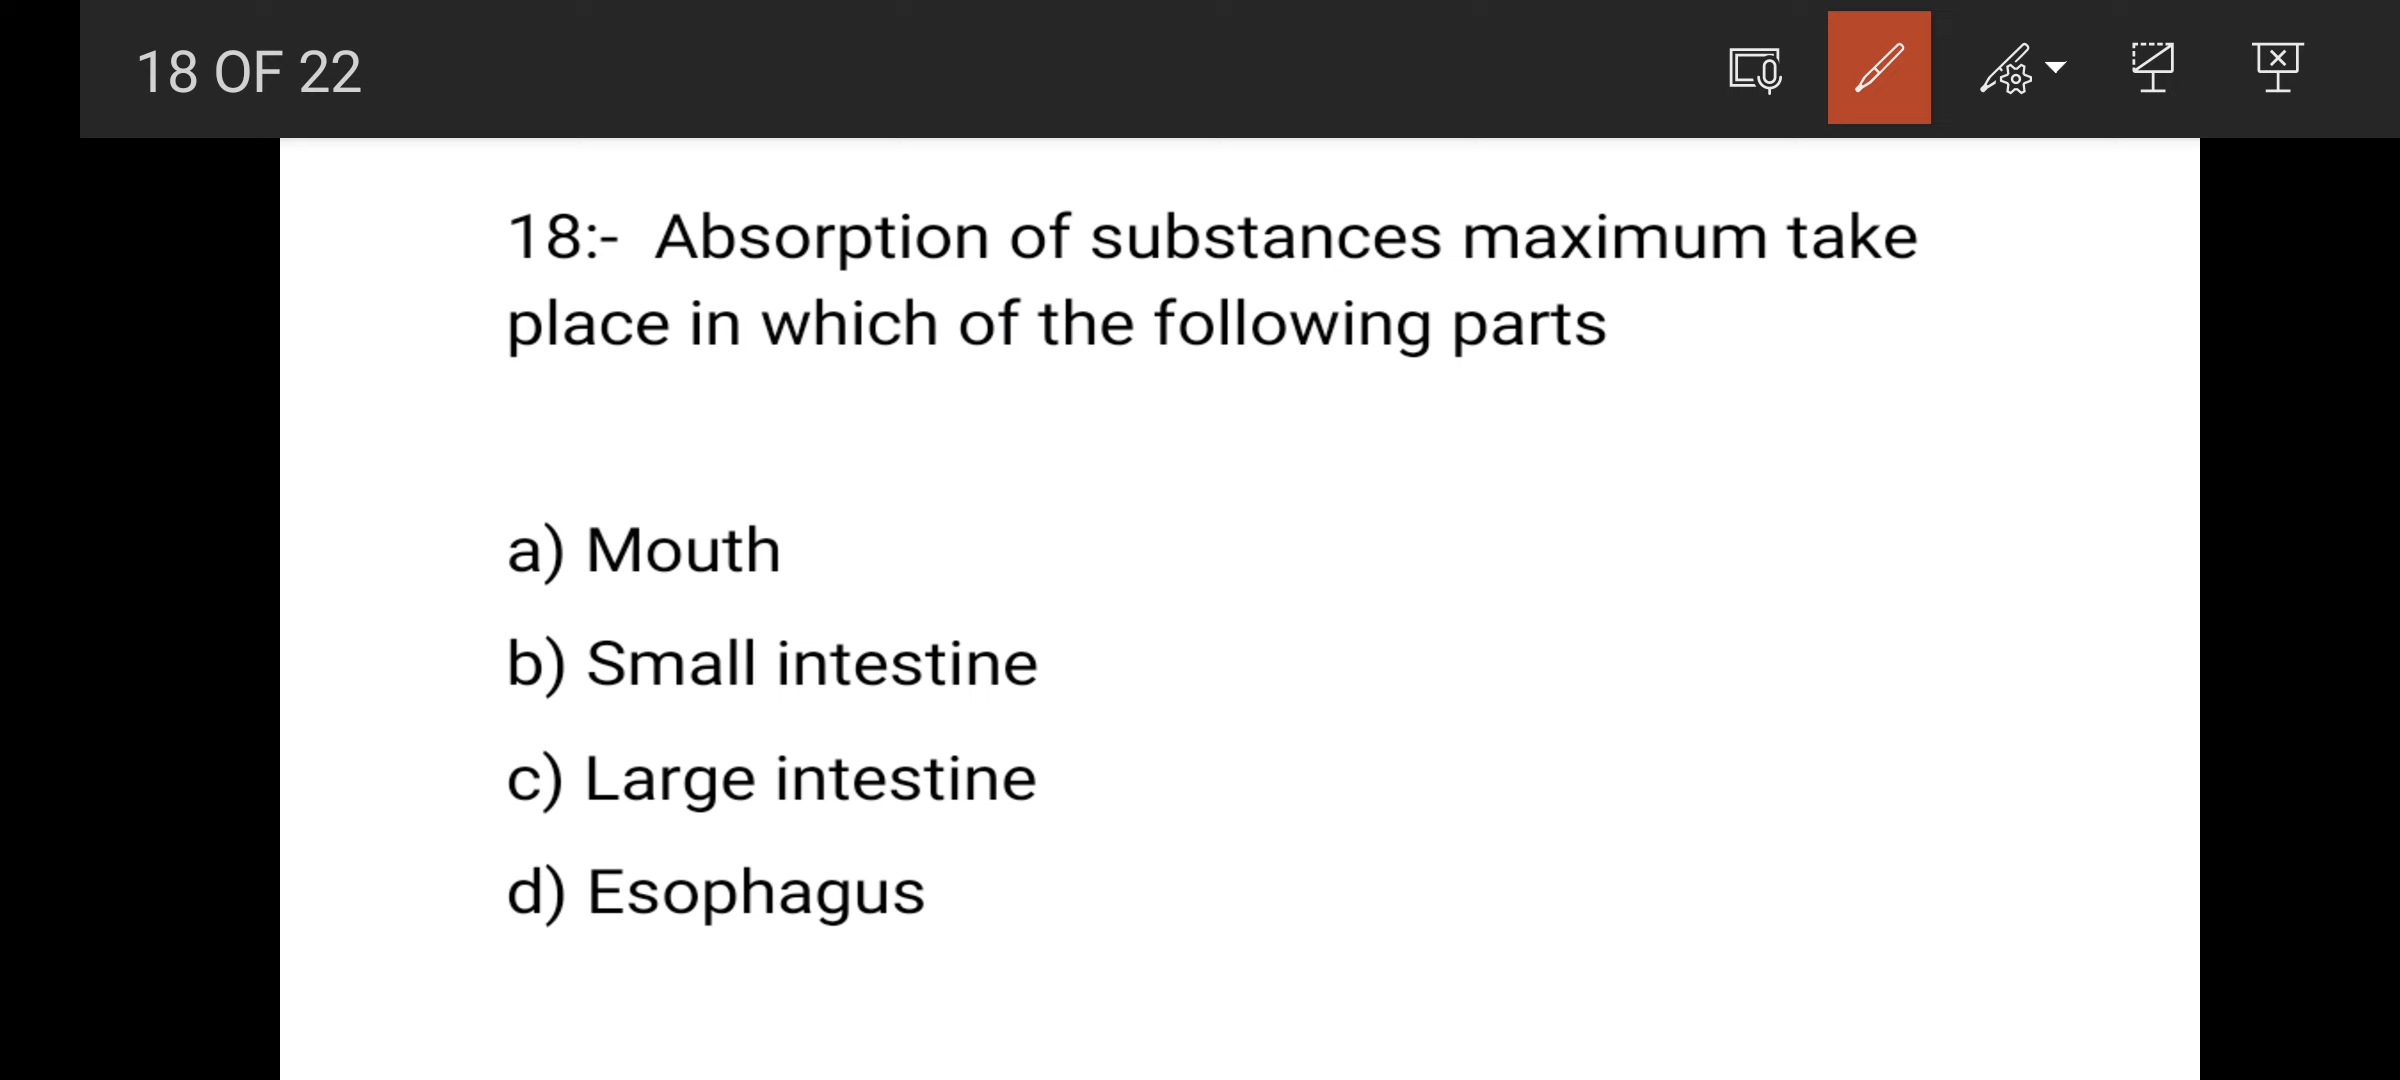 18 OF 22
18:- Absorption of substances maximum take
place in which of the following parts
a) Mouth
b) Small intestine
c) Large intestine
d) Esophagus